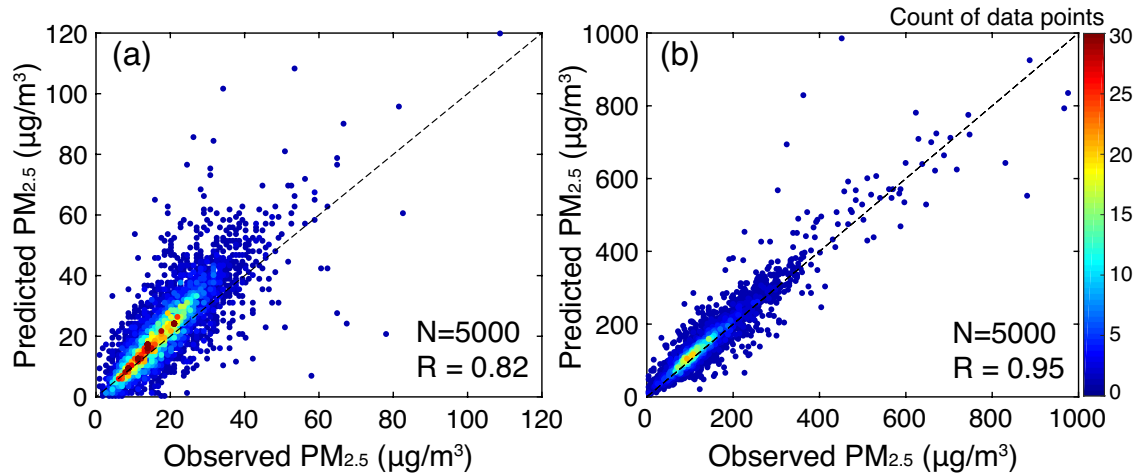 Count of data points
(a)
Predicted PM2.5 (µg/m³)
120
100
80
60
40
20
0
0 20 40 60 80 100 120
Observed PM2.5 (µg/m³)
N=5000
R = 0.82
(b)
Predicted PM2.5 (µg/m³)
1000
800
600
400
200
0
0 200 400 600 800 1000
Observed PM2.5 (µg/m³)
N=5000
R = 0.95
30
25
20
15
10
5
0